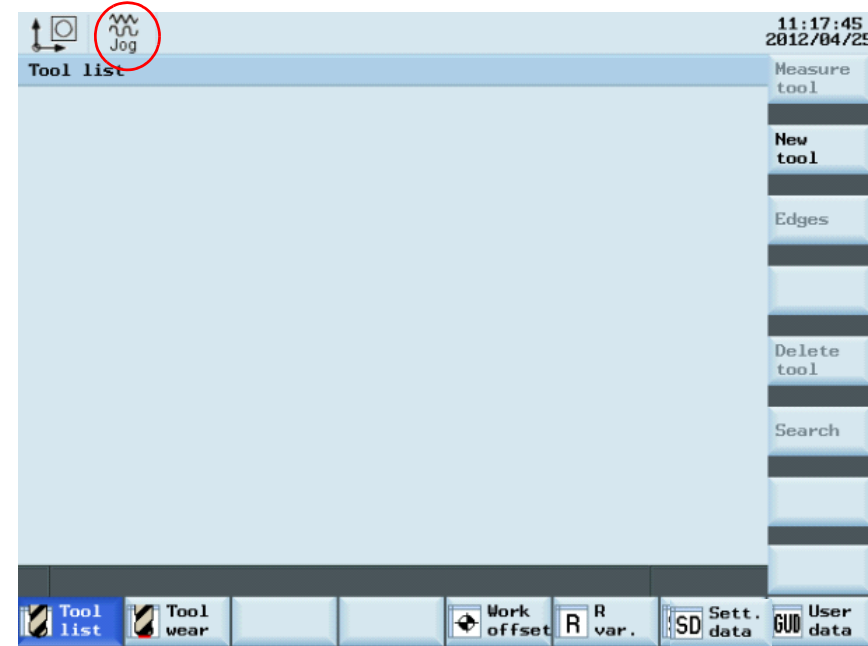 Jog
11:17:45
2012/04/25
Tool list
Measure
tool
New
tool
Edges
Delete
tool
Search
Tool
list
Tool
wear
Work
offset
R
R
var.
SD
Sett.
data
GUD
User
data